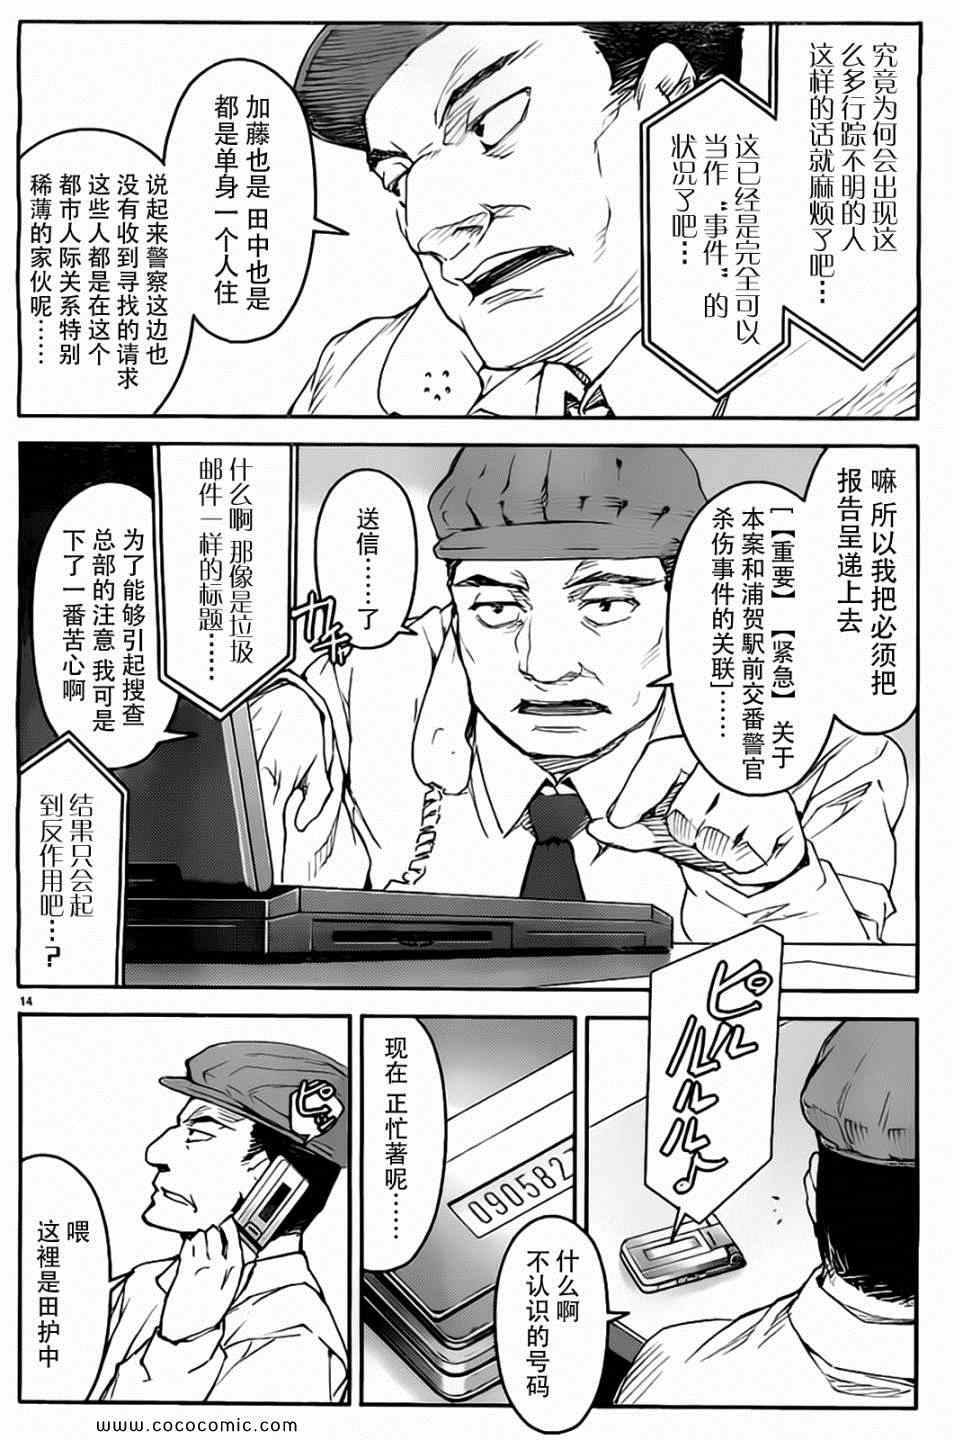 究竟为何会出现这
么多行踪不明的人
这样的话就麻烦了吧…
这已经是完全可以
当作“事件”的
状况了吧…
加藤也是 田中也是
都是单身一个人住
说起来警察这边也
没有收到寻找的请求
这些人都是在这个
都市人际关系特别
稀薄的家伙呢……
嘛 所以我把必须把
报告呈递上去
[【重要】【紧急】关于
本案和浦贺駅前交番警官
杀伤事件的关联]……
送信……了
カチャ
什么啊 那像是垃圾
邮件一样的标题……
为了能够引起搜查
总部的注意 我可是
下了一番苦心啊
结果只会起
到反作用吧…?
14
ピルルルル♪
090582
什么啊
不认识的号码
现在 正忙著呢…
ピッ
喂
这裡是田护中
www.cococomic.com